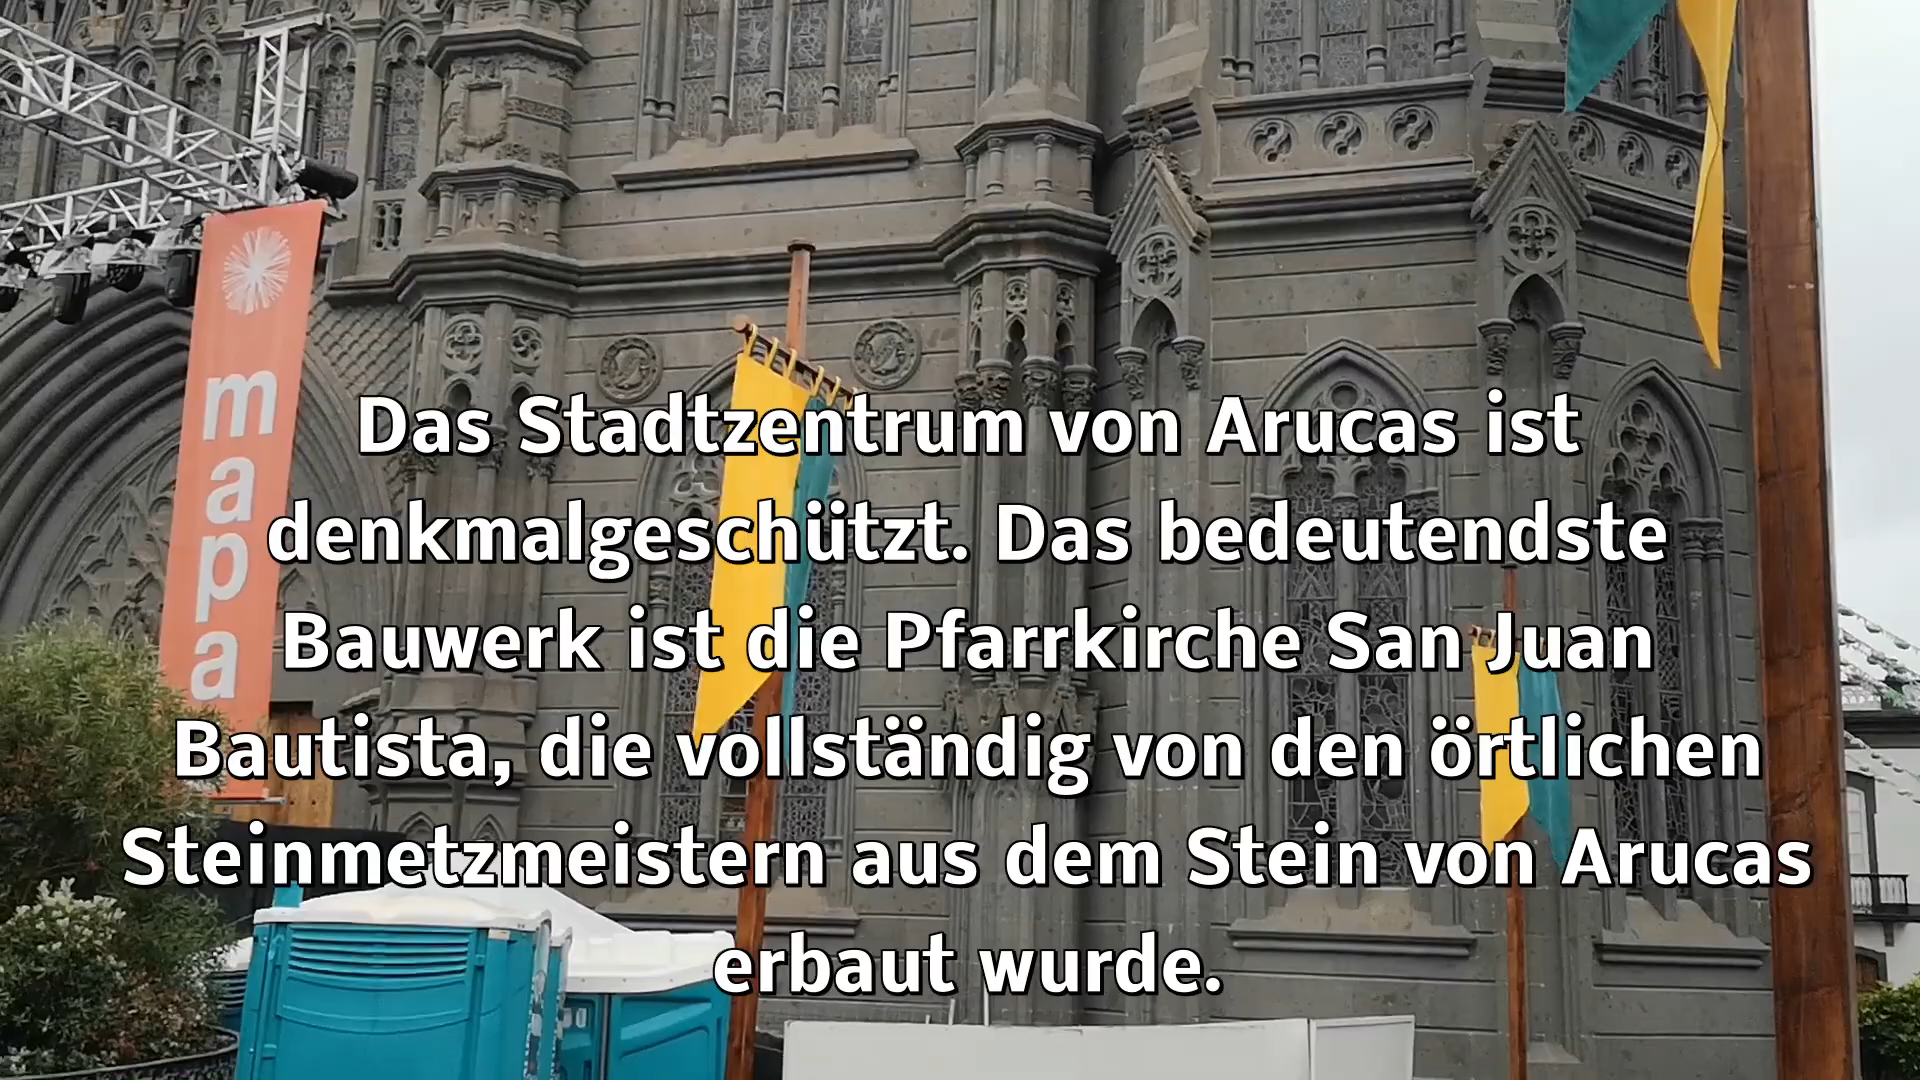 mapa
Das Stadtzentrum von Arucas ist
denkmalgeschützt. Das bedeutendste
Bauwerk ist die Pfarrkirche San Juan
Bautista, die vollständig von den örtlichen
Steinmetzmeistern aus dem Stein von Arucas
erbaut wurde.